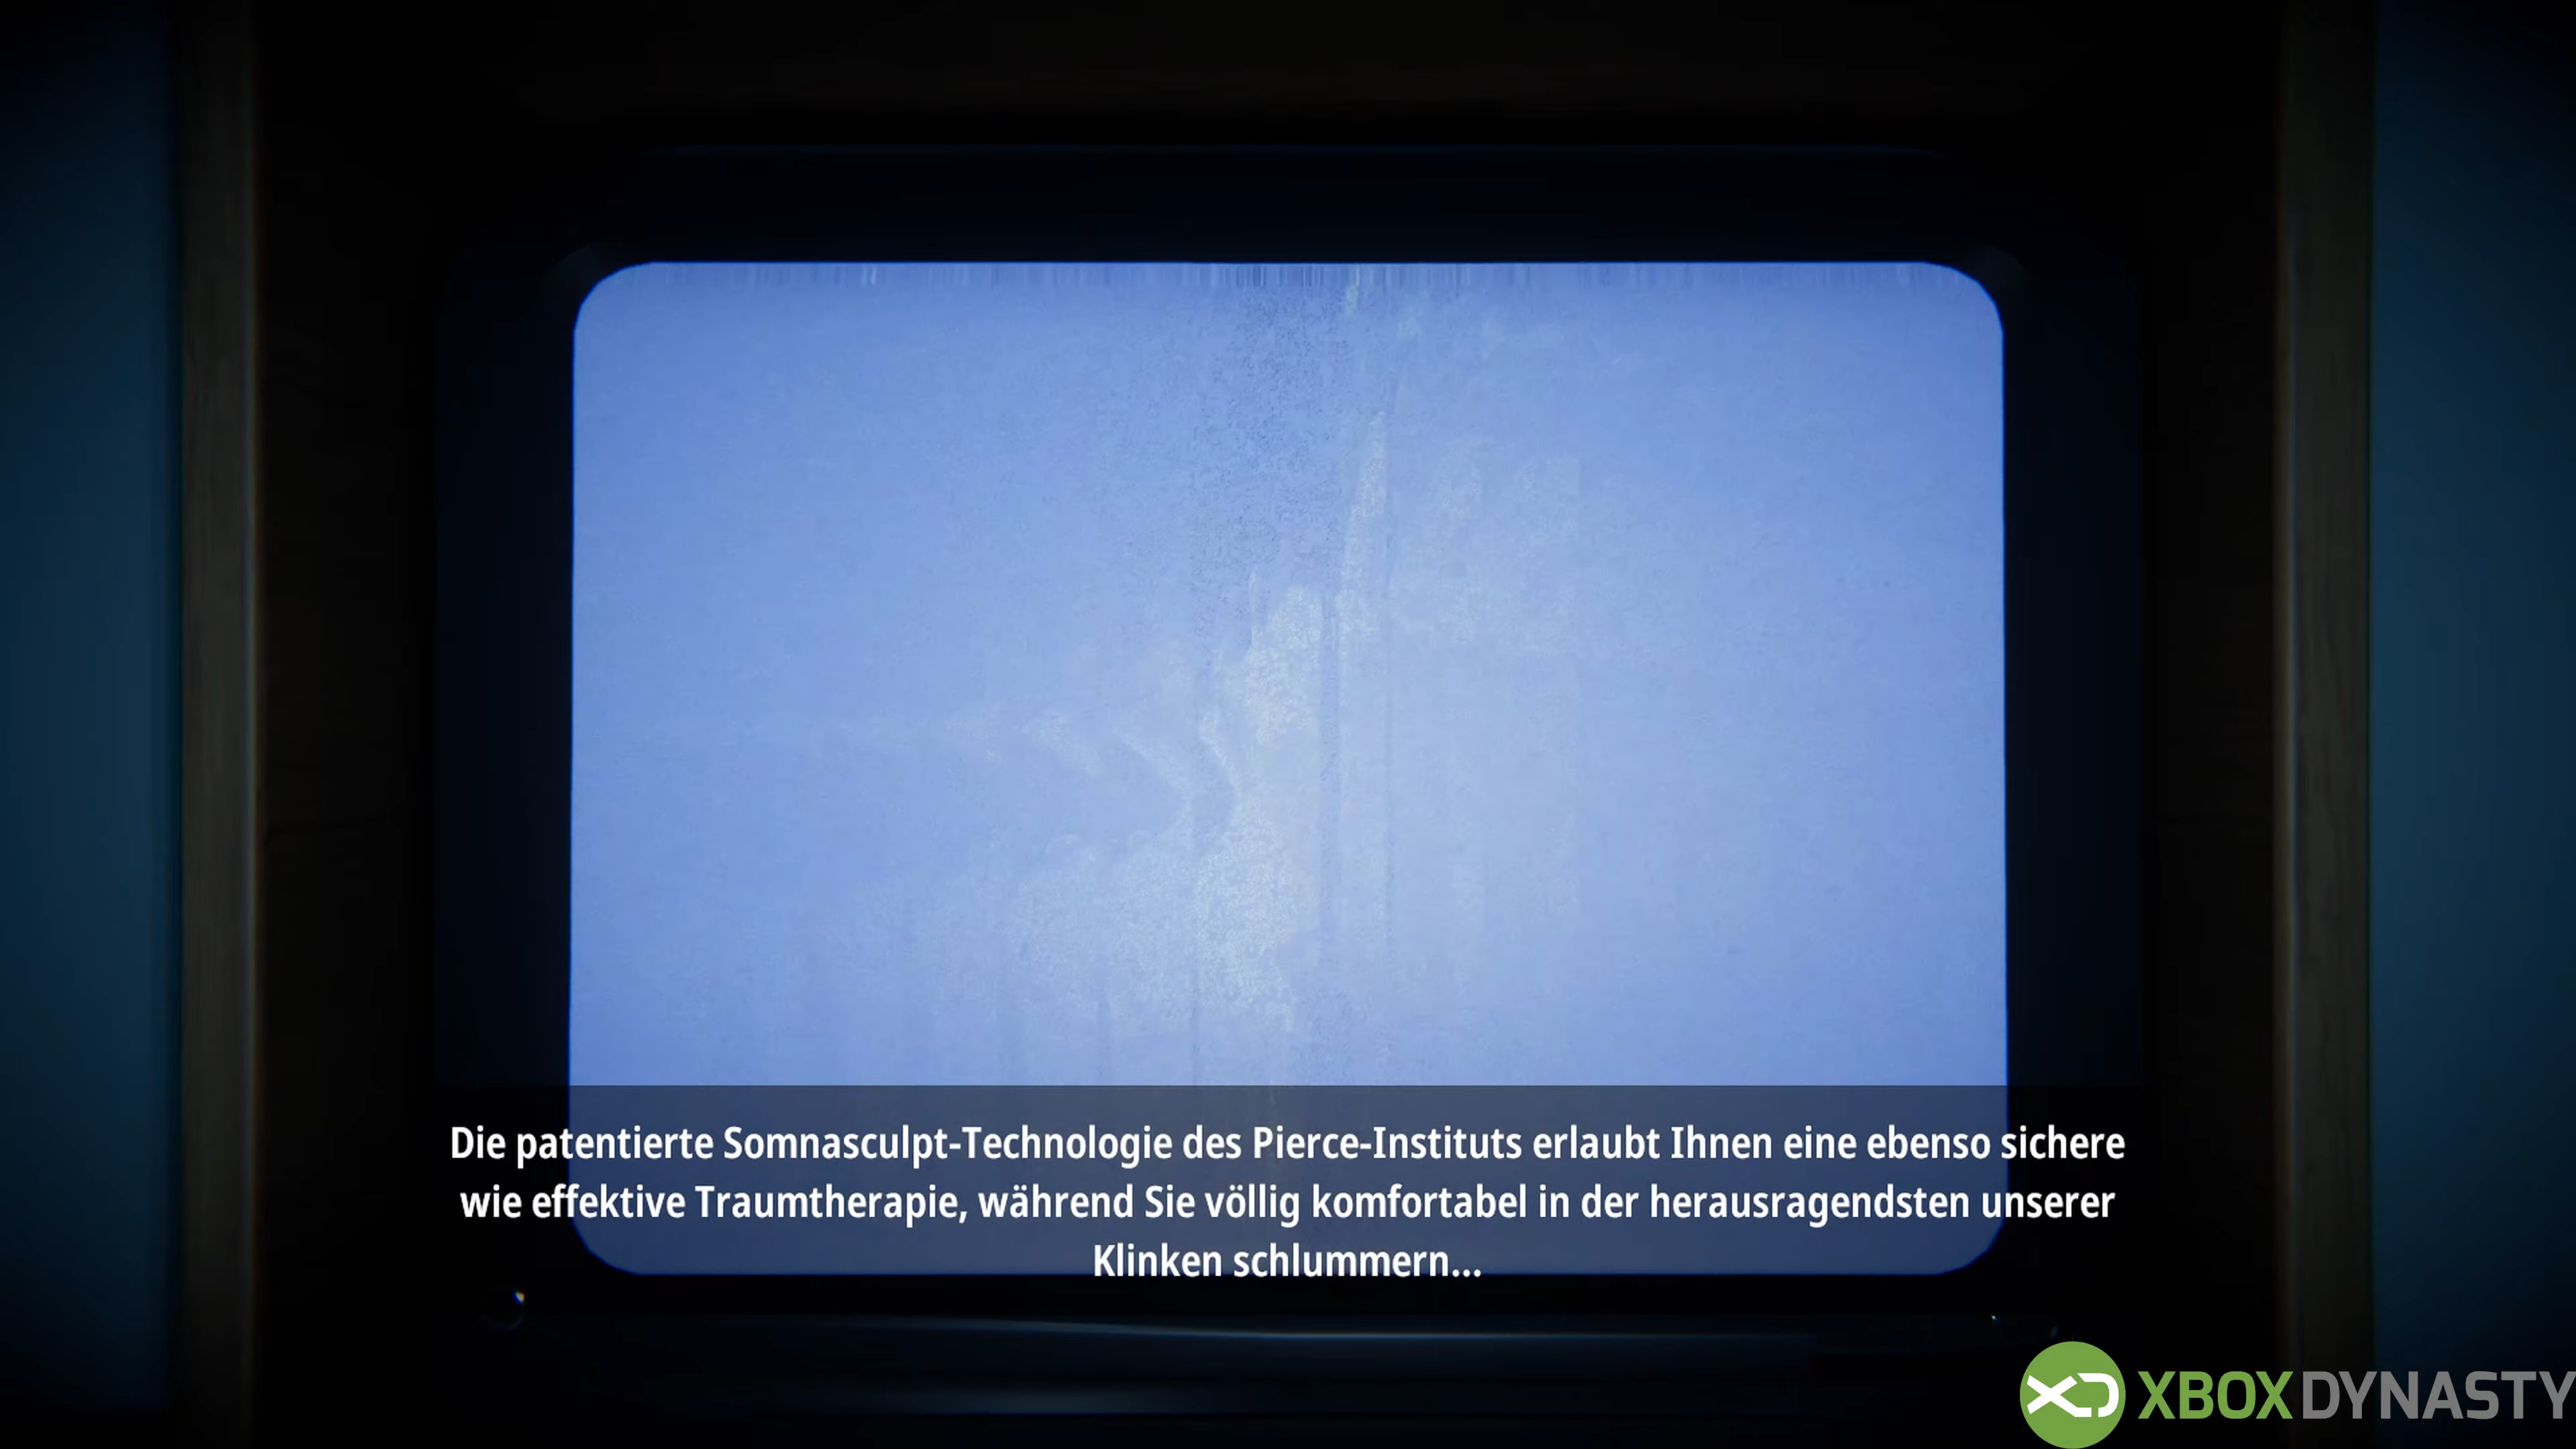 Die patentierte Somnasculpt-Technologie des Pierce-Instituts erlaubt Ihnen eine ebenso sichere
wie effektive Traumtherapie, während Sie völlig komfortabel in der herausragendsten unserer
Klinken schlummern...
XBOXDYNASTY